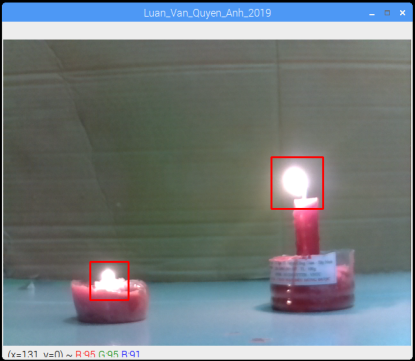 Luan_Van_Quyen_Anh_2019
(x=131, y=0) ~ R:95 G:95 B:91